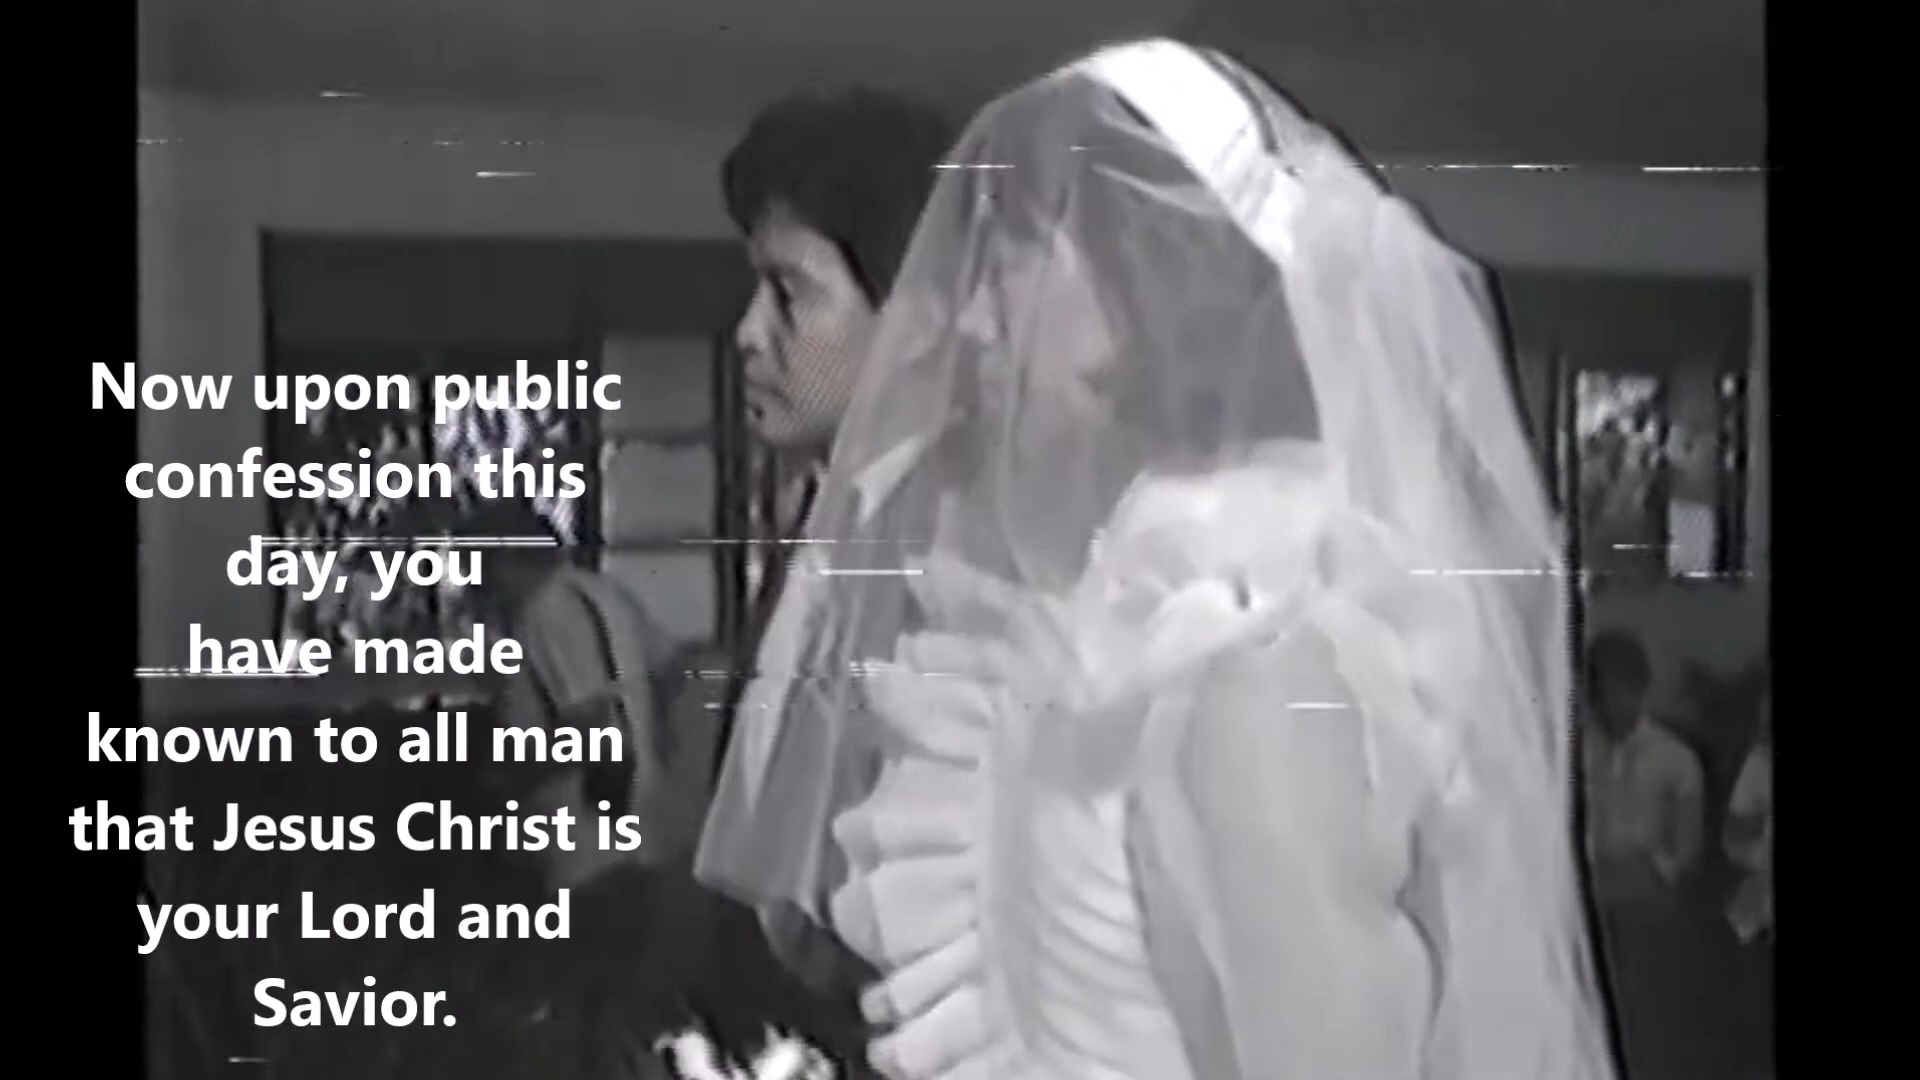 Now upon public
confession this
day, you
have made
known to all man
that Jesus Christ is
your Lord and
Savior.